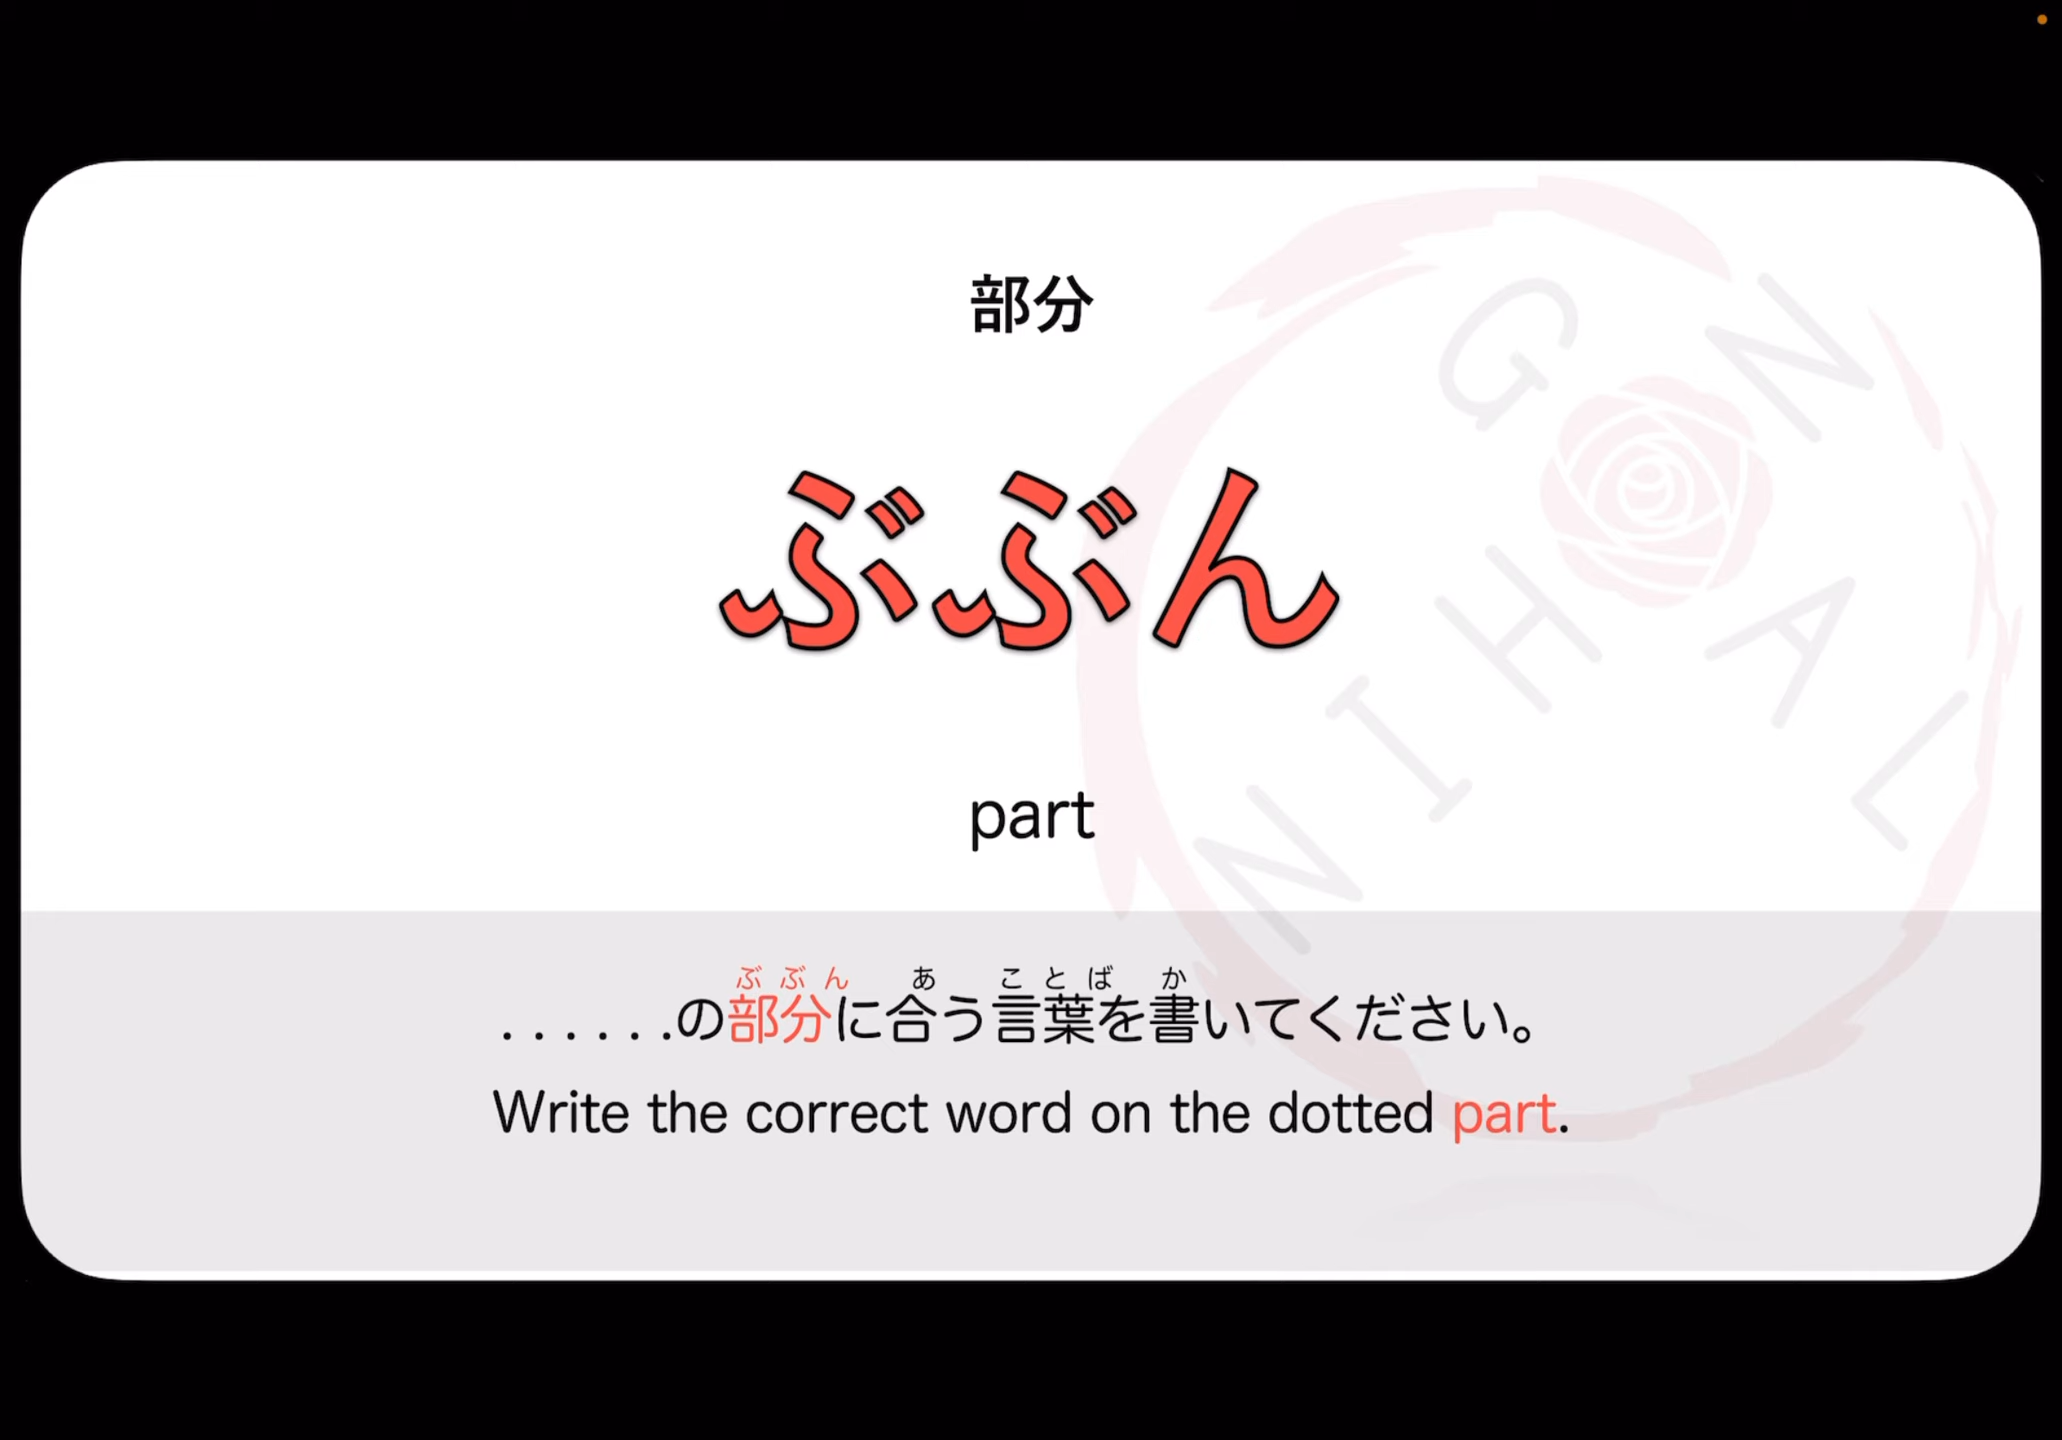 部分
ぶぶん
part
ぶぶん あ ことば か
......の部分に合う言葉を書いてください。
Write the correct word on the dotted part.
NIHONGAL